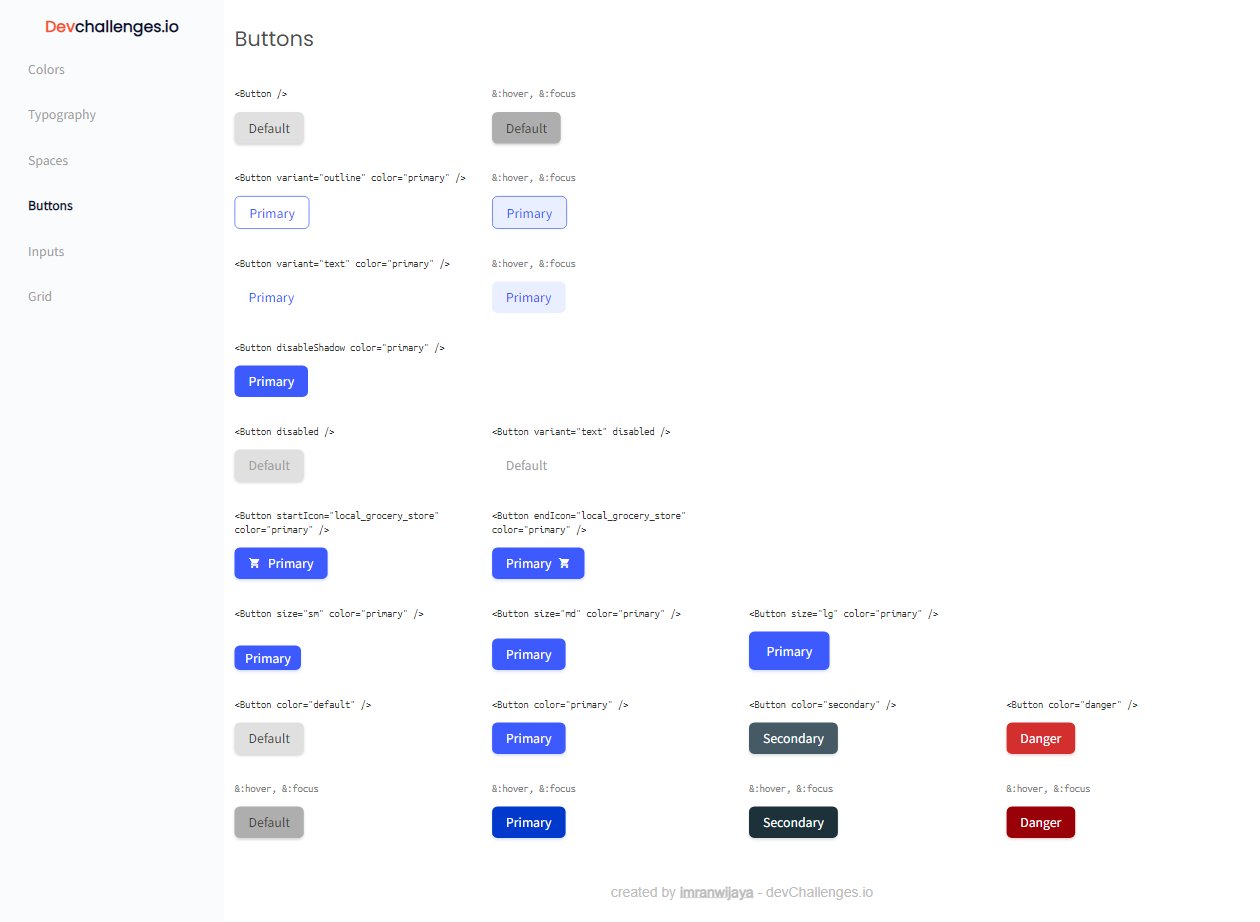 Devchallenges.io
Colors
Typography
Spaces
Buttons
Inputs
Grid
Buttons
<Button />
&:hover, &:focus
Default
Default
<Button variant="outline" color="primary" />
&:hover, &:focus
Primary
Primary
<Button variant="text" color="primary" />
&:hover, &:focus
Primary
Primary
<Button disableShadow color="primary" />
Primary
<Button disabled />
<Button variant="text" disabled />
Default
Default
<Button startIcon="local_grocery_store"
color="primary" />
<Button endIcon="local_grocery_store"
color="primary" />
Primary
Primary
<Button size="sm" color="primary" />
<Button size="md" color="primary" />
<Button size="lg" color="primary" />
Primary
Primary
Primary
<Button color="default" />
<Button color="primary" />
<Button color="secondary" />
<Button color="danger" />
Default
Primary
Secondary
Danger
&:hover, &:focus
&:hover, &:focus
&:hover, &:focus
&:hover, &:focus
Default
Primary
Secondary
Danger
created by imranwijaya - devChallenges.io